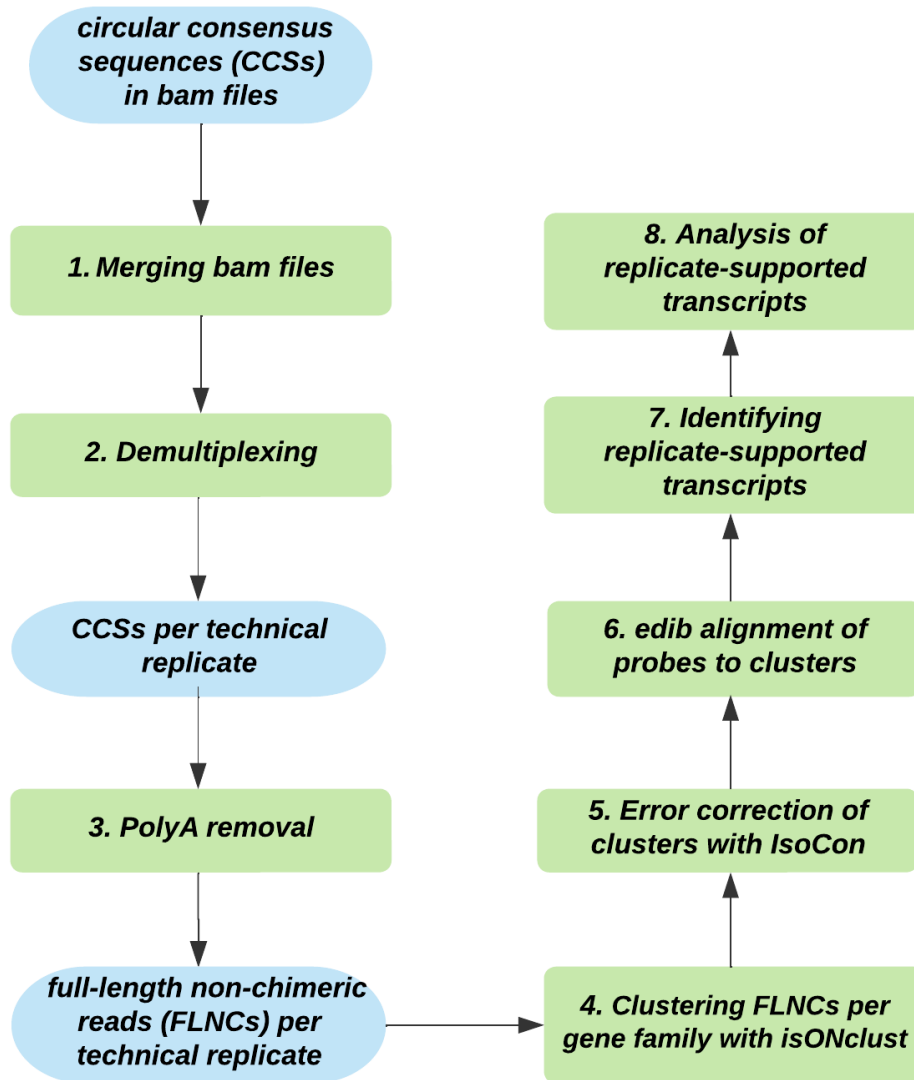 circular consensus
sequences (CCSs)
in bam files
1. Merging bam files
2. Demultiplexing
CCSs per technical
replicate
3. PolyA removal
full-length non-chimeric
reads (FLNCs) per
technical replicate
4. Clustering FLNCs per
gene family with isONclust
5. Error correction of
clusters with IsoCon
6. edib alignment of
probes to clusters
7. Identifying
replicate-supported
transcripts
8. Analysis of
replicate-supported
transcripts